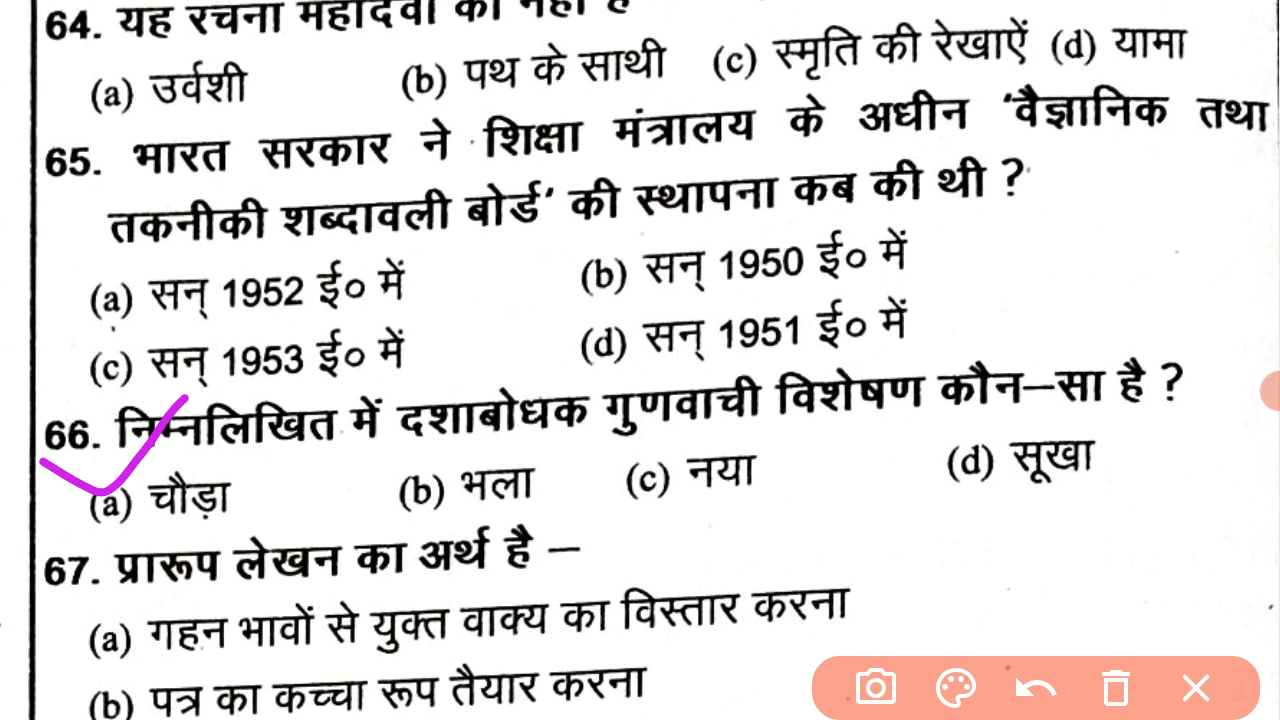 64. यह रचना महादेवी की नहीं है
(a) उर्वशी (b) पथ के साथी (c) स्मृति की रेखाऐं (d) यामा
65. भारत सरकार ने शिक्षा मंत्रालय के अधीन 'वैज्ञानिक तथा
तकनीकी शब्दावली बोर्ड' की स्थापना कब की थी ?
(a) सन् 1952 ई० में (b) सन् 1950 ई० में
(c) सन् 1953 ई० में (d) सन् 1951 ई० में
66. निम्नलिखित में दशाबोधक गुणवाची विशेषण कौन–सा है ?
(a) चौड़ा (b) भला (c) नया (d) सूखा
67. प्रारूप लेखन का अर्थ है –
(a) गहन भावों से युक्त वाक्य का विस्तार करना
(b) पत्र का कच्चा रूप तैयार करना